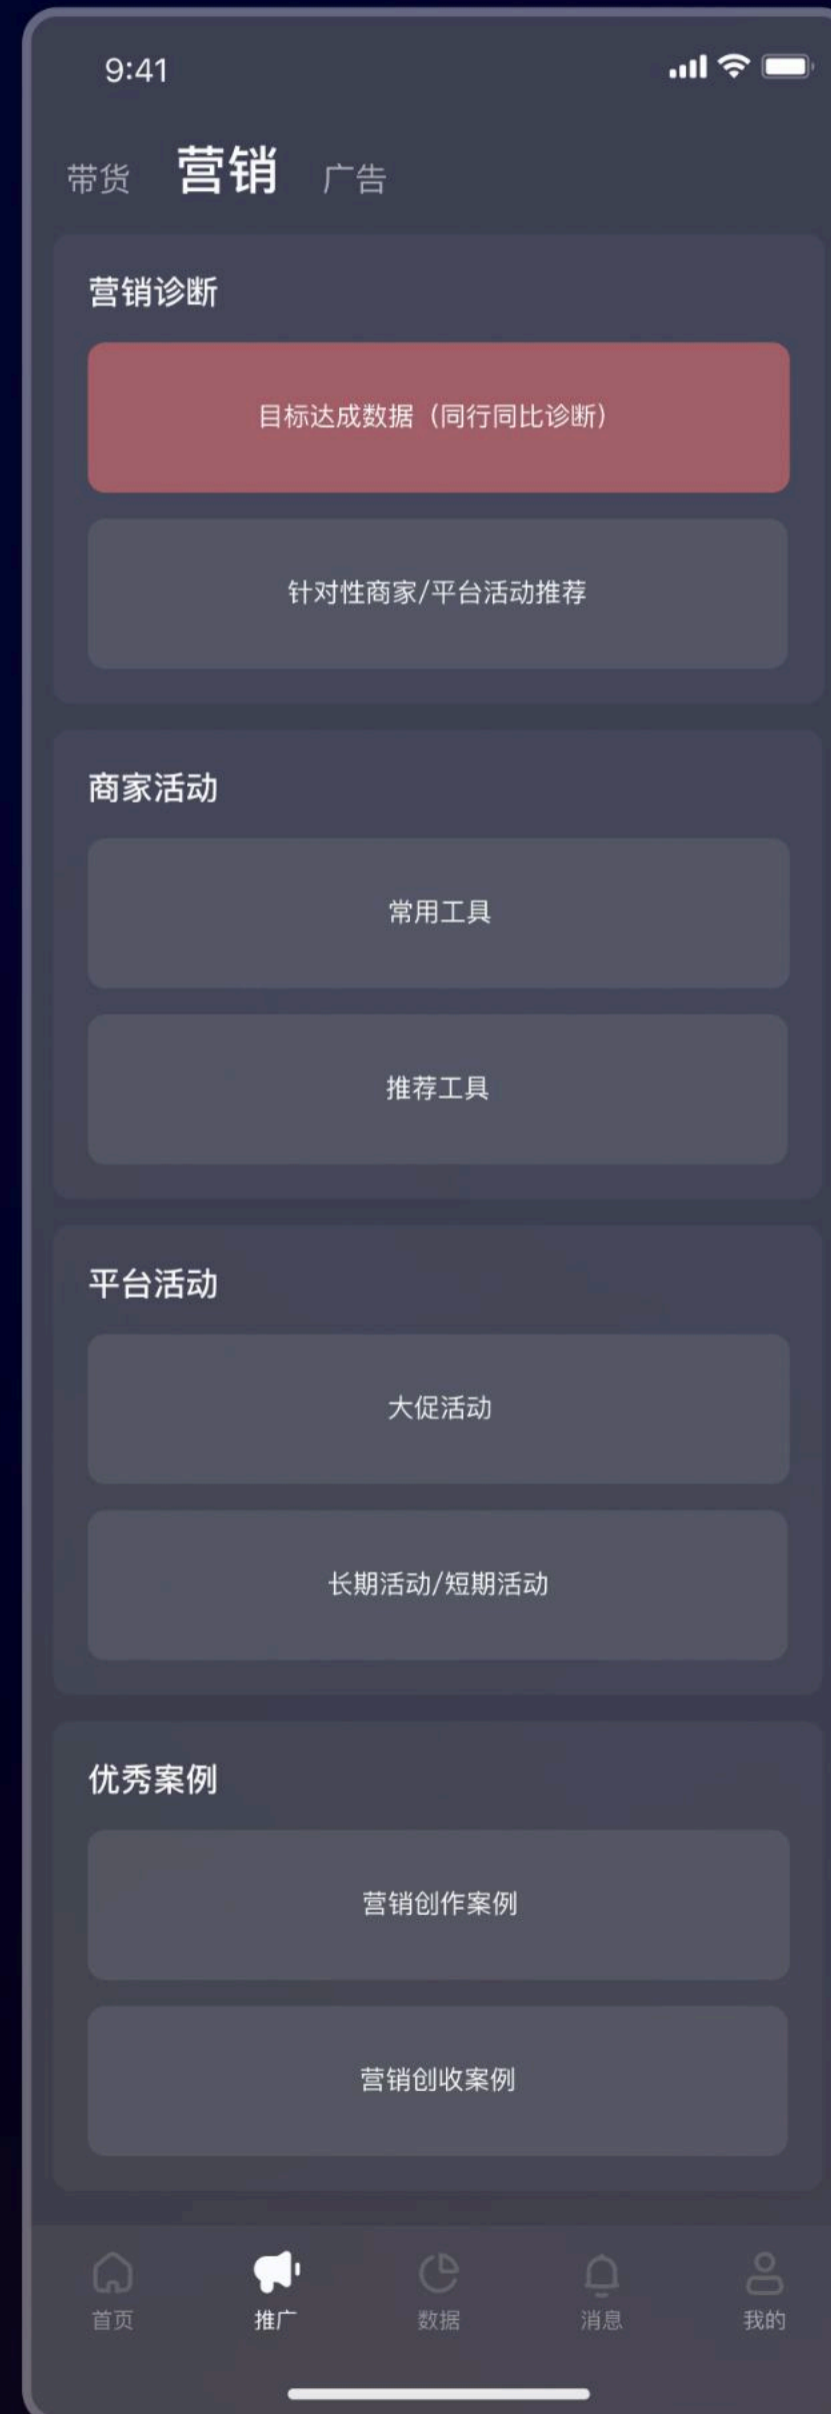 9:41
带货 营销 广告
营销诊断
目标达成数据（同行同比诊断）
针对性商家/平台活动推荐
商家活动
常用工具
推荐工具
平台活动
大促活动
长期活动/短期活动
优秀案例
营销创作案例
营销创收案例
首页 推广 数据 消息 我的